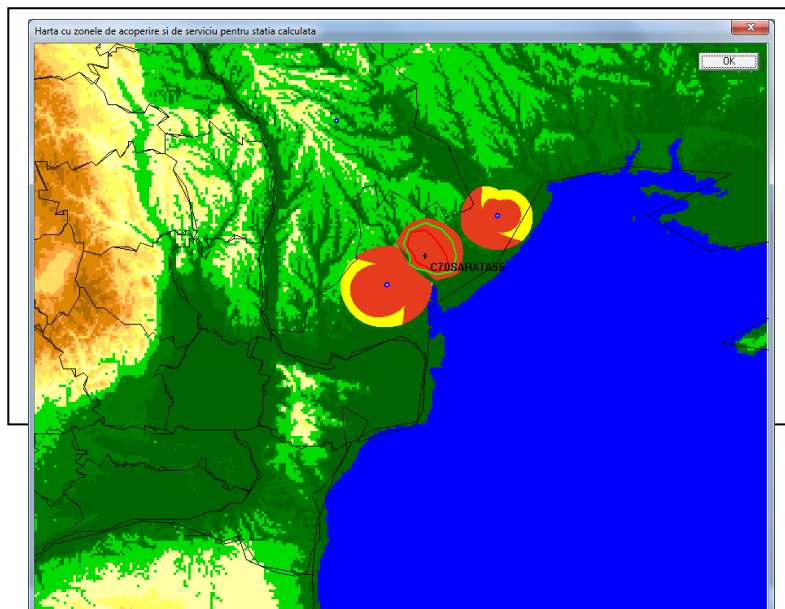 Harta cu zonele de acoperire si de serviciu pentru statia calculata
OK
C70SARATA55